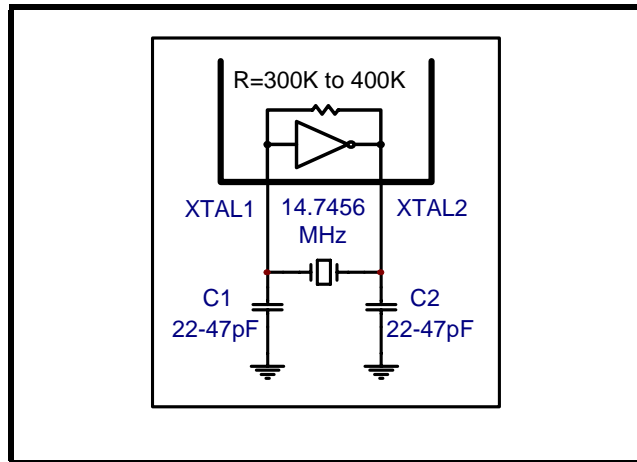 R=300K to 400K
XTAL1
14.7456
MHz
XTAL2
C1
22-47pF
C2
22-47pF